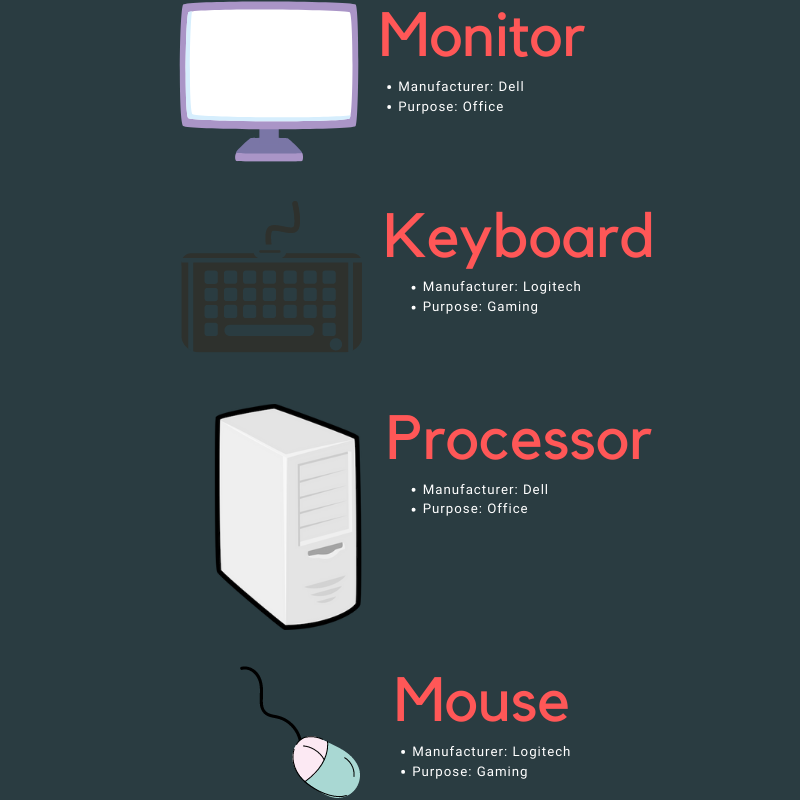 Monitor
• Manufacturer: Dell
• Purpose: Office
Keyboard
• Manufacturer: Logitech
• Purpose: Gaming
Processor
• Manufacturer: Dell
• Purpose: Office
Mouse
• Manufacturer: Logitech
• Purpose: Gaming